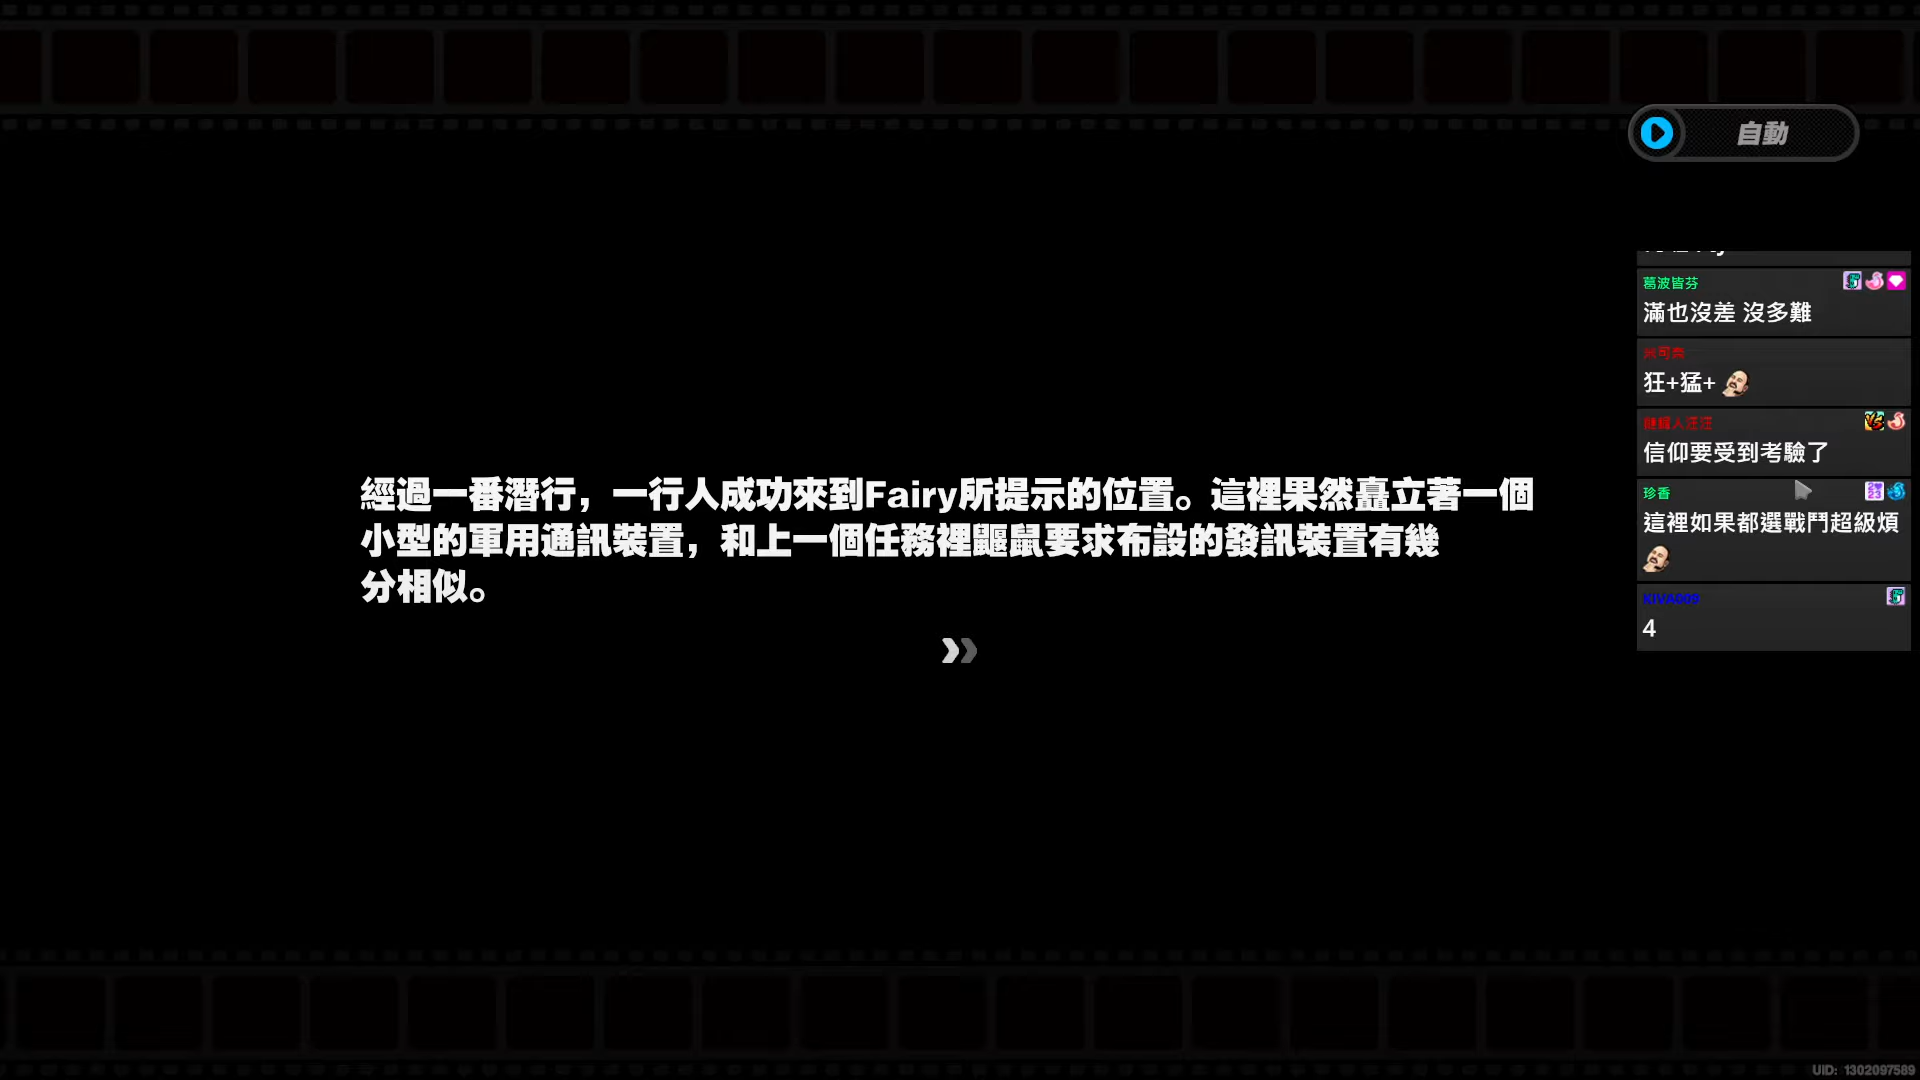 自動
葛波皆芬
滿也沒差 沒多難
狂+猛+
信仰要受到考驗了
珍香
這裡如果都選戰鬥超級煩
KIVA009
4
經過一番潛行，一行人成功來到Fairy所提示的位置。這裡果然矗立著一個
小型的軍用通訊裝置，和上一個任務裡鼴鼠要求布設的發訊裝置有幾
分相似。
UID: 1302097589